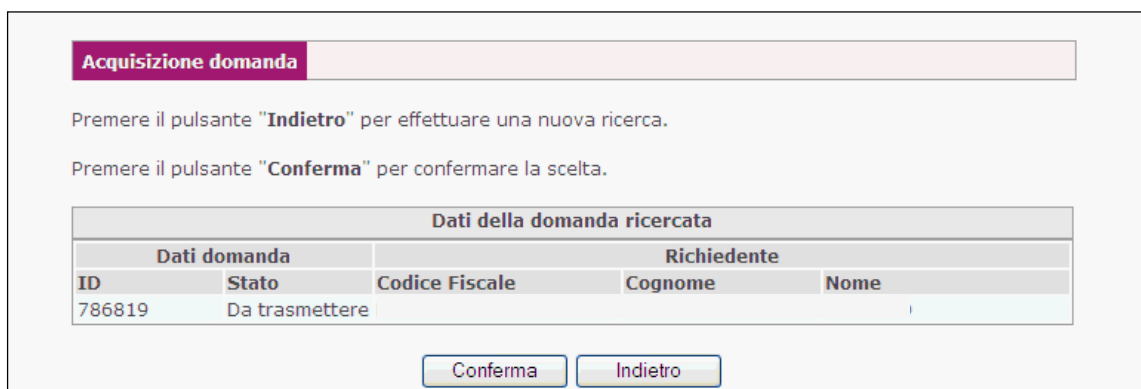 Acquisizione domanda
Premere il pulsante "Indietro" per effettuare una nuova ricerca.
Premere il pulsante "Conferma" per confermare la scelta.
Dati della domanda ricercata
Dati domanda Richiedente
ID Stato Codice Fiscale Cognome Nome
786819 Da trasmettere
Conferma Indietro